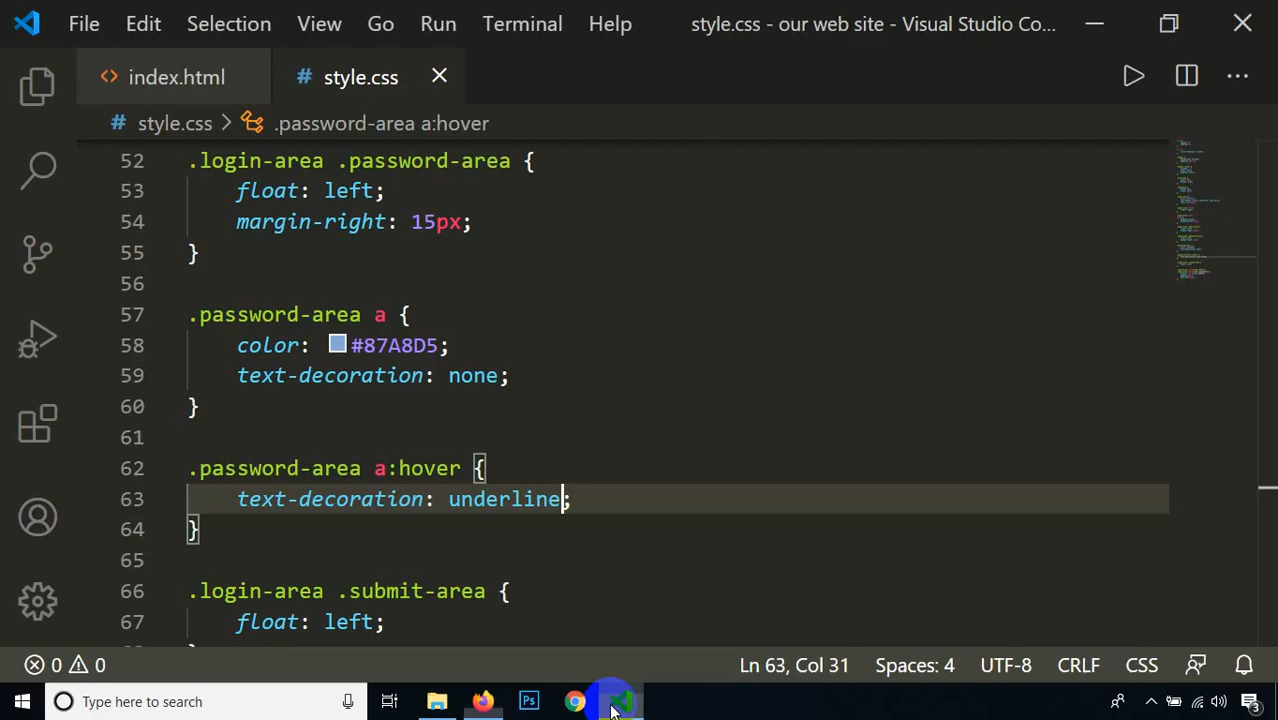 File Edit Selection View Go Run Terminal Help style.css - our web site - Visual Studio Co...
<> index.html # style.css ×
# style.css > .password-area a:hover
52 .login-area .password-area {
53 float: left;
54 margin-right: 15px;
55 }
56
57 .password-area a {
58 color: #87A8D5;
59 text-decoration: none;
60 }
61
62 .password-area a:hover {
63 text-decoration: underline;
64 }
65
66 .login-area .submit-area {
67 float: left;
0 0 Ln 63, Col 31 Spaces: 4 UTF-8 CRLF CSS
Type here to search Ps 3